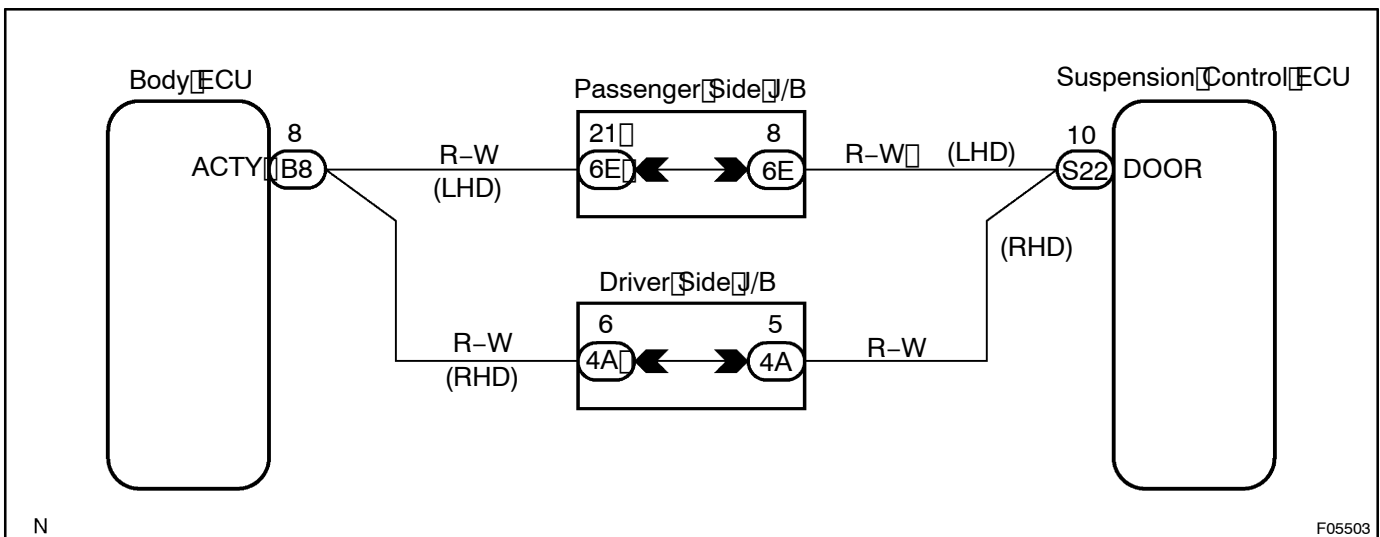 Body ECU
Passenger Side J/B
Suspension Control ECU
8
21
8
10
ACTY
B8
R−W
(LHD)
6E
6E
R−W
(LHD)
S22
DOOR
(RHD)
Driver Side J/B
6
5
R−W
(RHD)
4A
4A
R−W
N
F05503